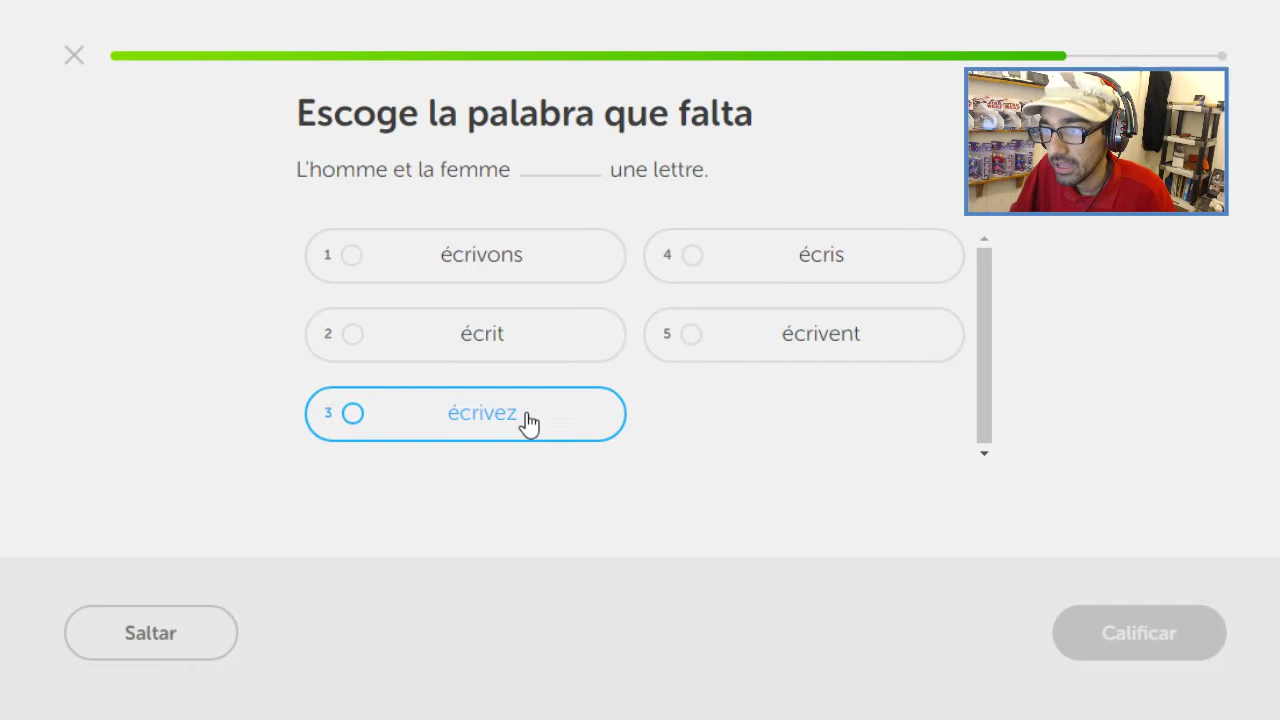 Escoge la palabra que falta
L'homme et la femme ________ une lettre.
1 écrivons
4 écris
2 écrit
5 écrivent
3 écrivez
Saltar
Calificar